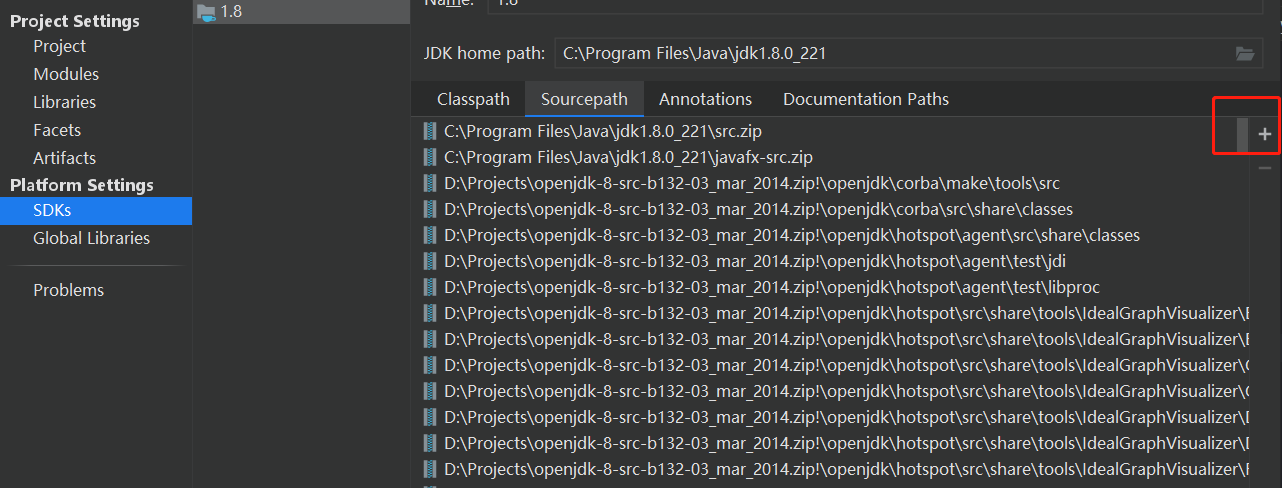 Project Settings
Project
Modules
Libraries
Facets
Artifacts
Platform Settings
SDKs
Global Libraries
Problems
1.8
Name: 1.8
JDK home path: C:\Program Files\Java\jdk1.8.0_221
Classpath Sourcepath Annotations Documentation Paths
C:\Program Files\Java\jdk1.8.0_221\src.zip
C:\Program Files\Java\jdk1.8.0_221\javafx-src.zip
D:\Projects\openjdk-8-src-b132-03_mar_2014.zip!\openjdk\corba\make\tools\src
D:\Projects\openjdk-8-src-b132-03_mar_2014.zip!\openjdk\corba\src\share\classes
D:\Projects\openjdk-8-src-b132-03_mar_2014.zip!\openjdk\hotspot\agent\src\share\classes
D:\Projects\openjdk-8-src-b132-03_mar_2014.zip!\openjdk\hotspot\agent\test\jdi
D:\Projects\openjdk-8-src-b132-03_mar_2014.zip!\openjdk\hotspot\agent\test\libproc
D:\Projects\openjdk-8-src-b132-03_mar_2014.zip!\openjdk\hotspot\src\share\tools\IdealGraphVisualizer\
D:\Projects\openjdk-8-src-b132-03_mar_2014.zip!\openjdk\hotspot\src\share\tools\IdealGraphVisualizer\
D:\Projects\openjdk-8-src-b132-03_mar_2014.zip!\openjdk\hotspot\src\share\tools\IdealGraphVisualizer\
D:\Projects\openjdk-8-src-b132-03_mar_2014.zip!\openjdk\hotspot\src\share\tools\IdealGraphVisualizer\
D:\Projects\openjdk-8-src-b132-03_mar_2014.zip!\openjdk\hotspot\src\share\tools\IdealGraphVisualizer\
D:\Projects\openjdk-8-src-b132-03_mar_2014.zip!\openjdk\hotspot\src\share\tools\IdealGraphVisualizer\
D:\Projects\openjdk-8-src-b132-03_mar_2014.zip!\openjdk\hotspot\src\share\tools\IdealGraphVisualizer\